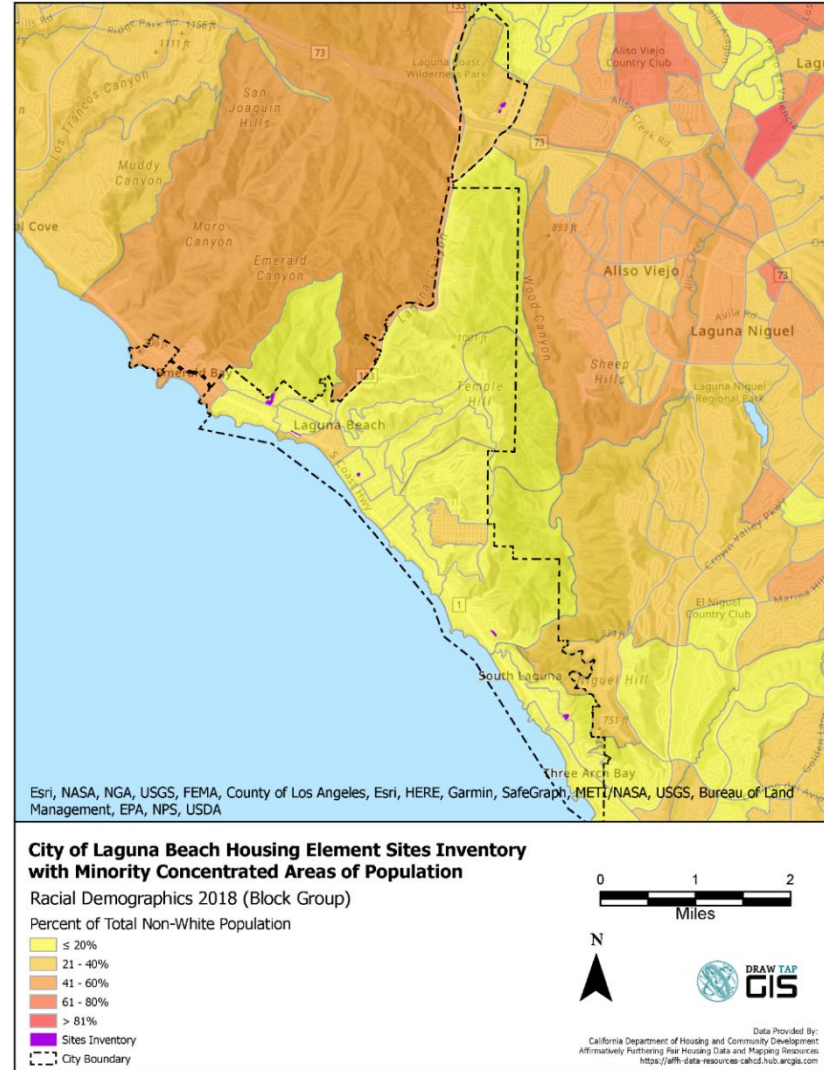 Ridge Park Rd
1156 ft
133
1111 ft
73
Laguna Coast
Wilderness Park
Aliso Viejo
Country Club
Los Trancos Canyon
San
Joaquin
Hills
Aliso Creek Rd
73
Muddy
Canyon
Moro
Canyon
893 ft
Emerald
Canyon
Laguna Canyon
Wood Canyon
Aliso Viejo
73
Avila Rd
Laguna Niguel
1001 ft
Sheep
Hills
Emerald Bay
133
Temple
Hill
Laguna Niguel
Regional Park
Laguna Beach
S Coast Hwy
Crown Valley Pkwy
1
El Niguel
Country Club
South Laguna
Niguel Hill
751 ft
Three Arch Bay
Esri, NASA, NGA, USGS, FEMA, County of Los Angeles, Esri, HERE, Garmin, SafeGraph, METI/NASA, USGS, Bureau of Land
Management, EPA, NPS, USDA
City of Laguna Beach Housing Element Sites Inventory
with Minority Concentrated Areas of Population
Racial Demographics 2018 (Block Group)
Percent of Total Non-White Population
≤ 20%
21 - 40%
41 - 60%
61 - 80%
> 81%
Sites Inventory
City Boundary
0 1 2
Miles
N
DRAW TAP
GIS
Data Provided By:
California Department of Housing and Community Development
Affirmatively Furthering Fair Housing Data and Mapping Resources
https://affh-data-resources-cahcd.hub.arcgis.com